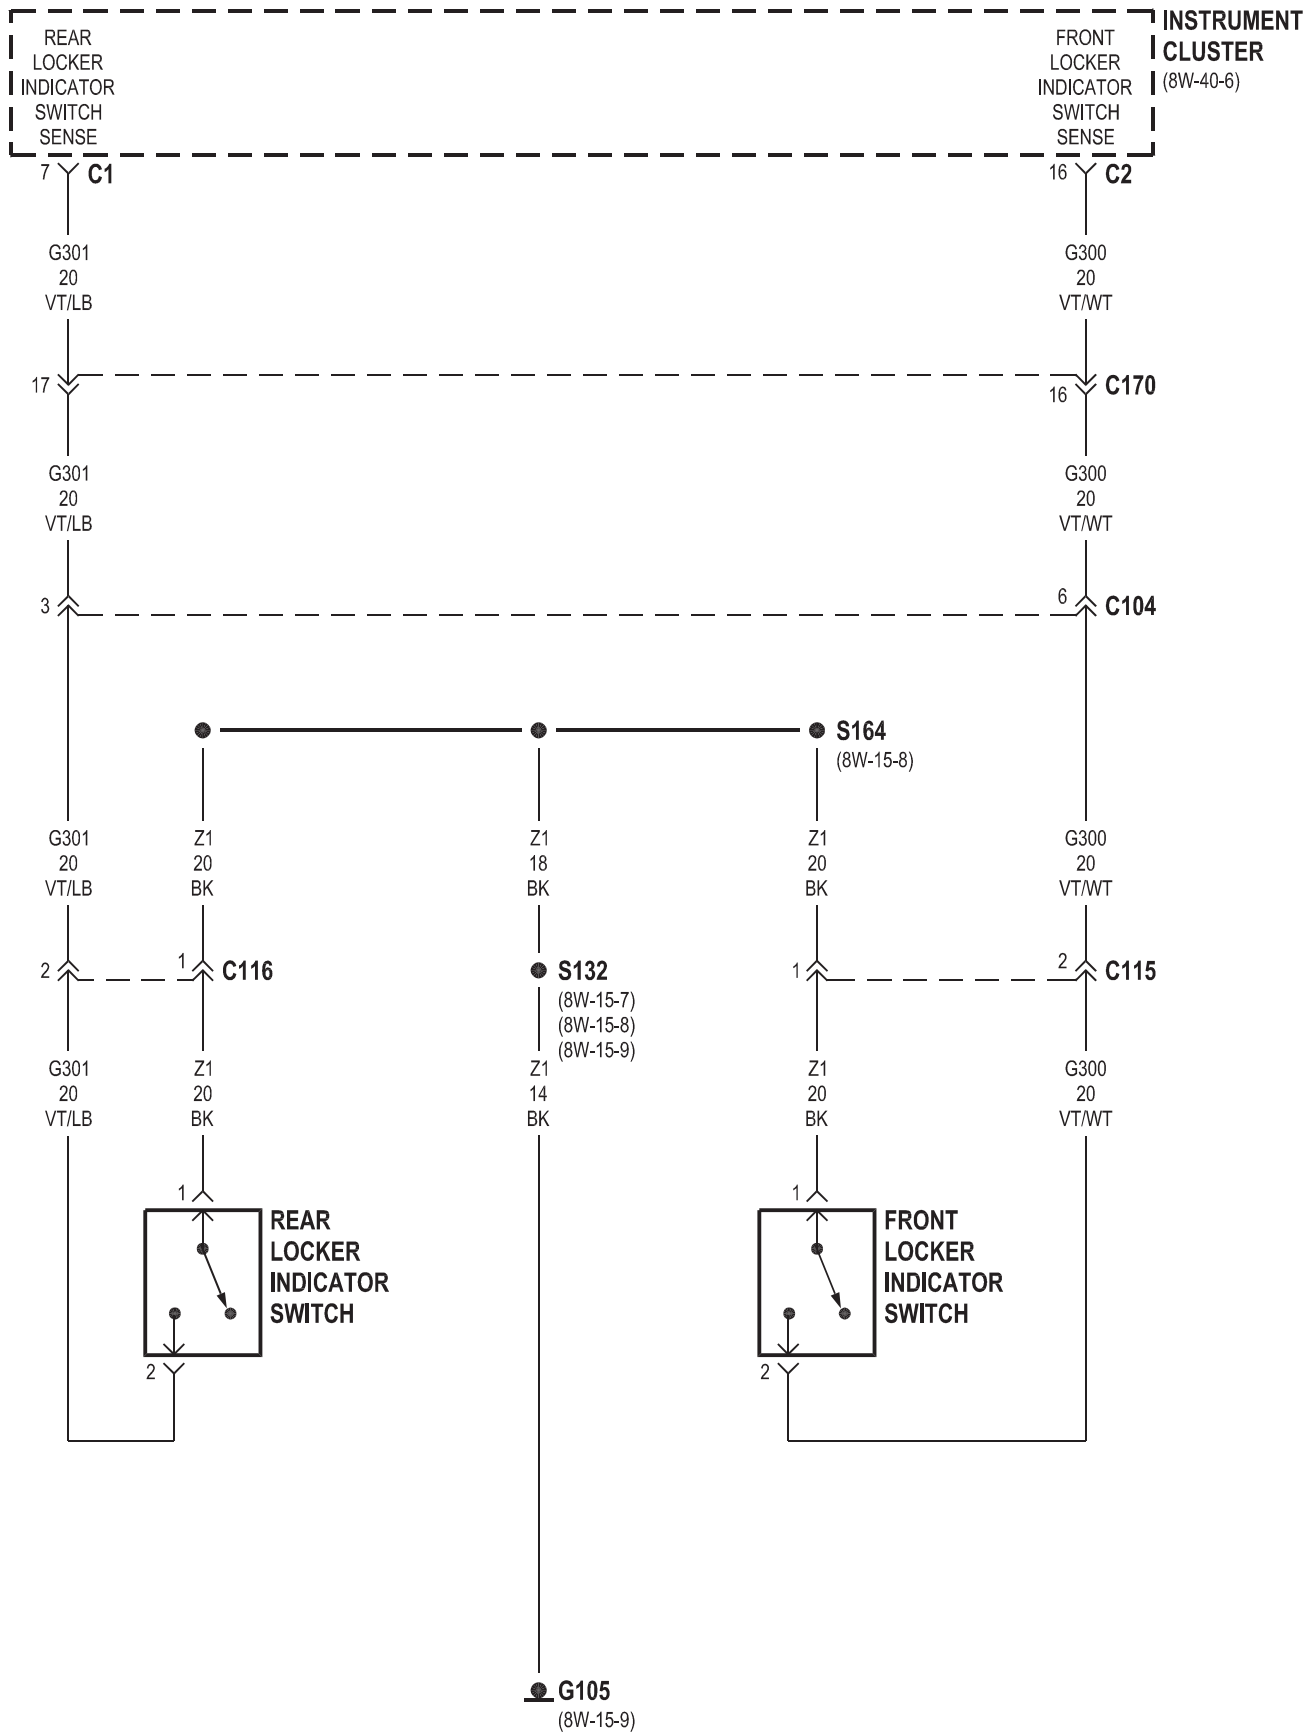 REAR
LOCKER
INDICATOR
SWITCH
SENSE
FRONT
LOCKER
INDICATOR
SWITCH
SENSE
INSTRUMENT
CLUSTER
(8W-40-6)
7
C1
16
C2
G301
20
VT/LB
G300
20
VT/WT
17
16
C170
G301
20
VT/LB
G300
20
VT/WT
3
6
C104
S164
(8W-15-8)
G301
20
VT/LB
Z1
20
BK
Z1
18
BK
Z1
20
BK
G300
20
VT/WT
2
1
C116
S132
(8W-15-7)
(8W-15-8)
(8W-15-9)
1
2
C115
G301
20
VT/LB
Z1
20
BK
Z1
14
BK
Z1
20
BK
G300
20
VT/WT
1
REAR
LOCKER
INDICATOR
SWITCH
2
1
FRONT
LOCKER
INDICATOR
SWITCH
2
G105
(8W-15-9)